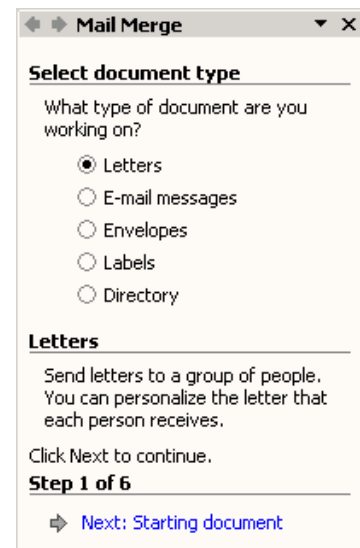 Mail Merge
Select document type
What type of document are you
working on?
Letters
E-mail messages
Envelopes
Labels
Directory
Letters
Send letters to a group of people.
You can personalize the letter that
each person receives.
Click Next to continue.
Step 1 of 6
Next: Starting document